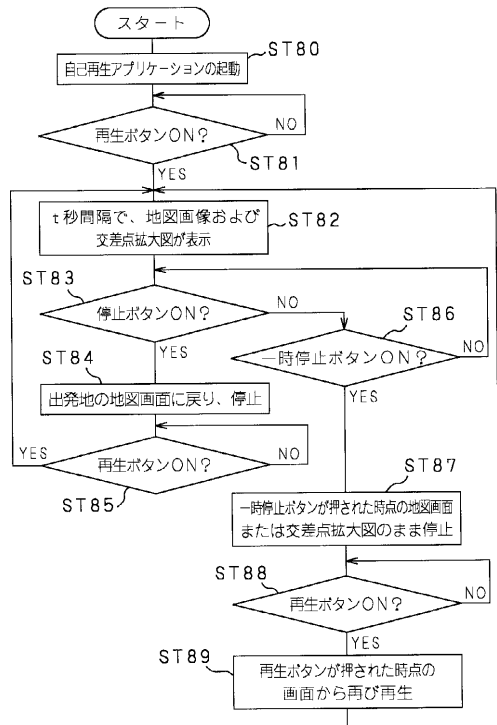 スタート
ST80
自己再生アプリケーションの起動
再生ボタンON?
NO
ST81
YES
t秒間隔で、地図画像および
交差点拡大図が表示
ST82
ST83
停止ボタンON?
NO
YES
ST86
一時停止ボタンON?
NO
YES
ST84
出発地の地図画面に戻り、停止
YES
再生ボタンON?
NO
ST85
ST87
一時停止ボタンが押された時点の地図画面
または交差点拡大図のまま停止
ST88
再生ボタンON?
NO
YES
ST89
再生ボタンが押された時点の
画面から再び再生